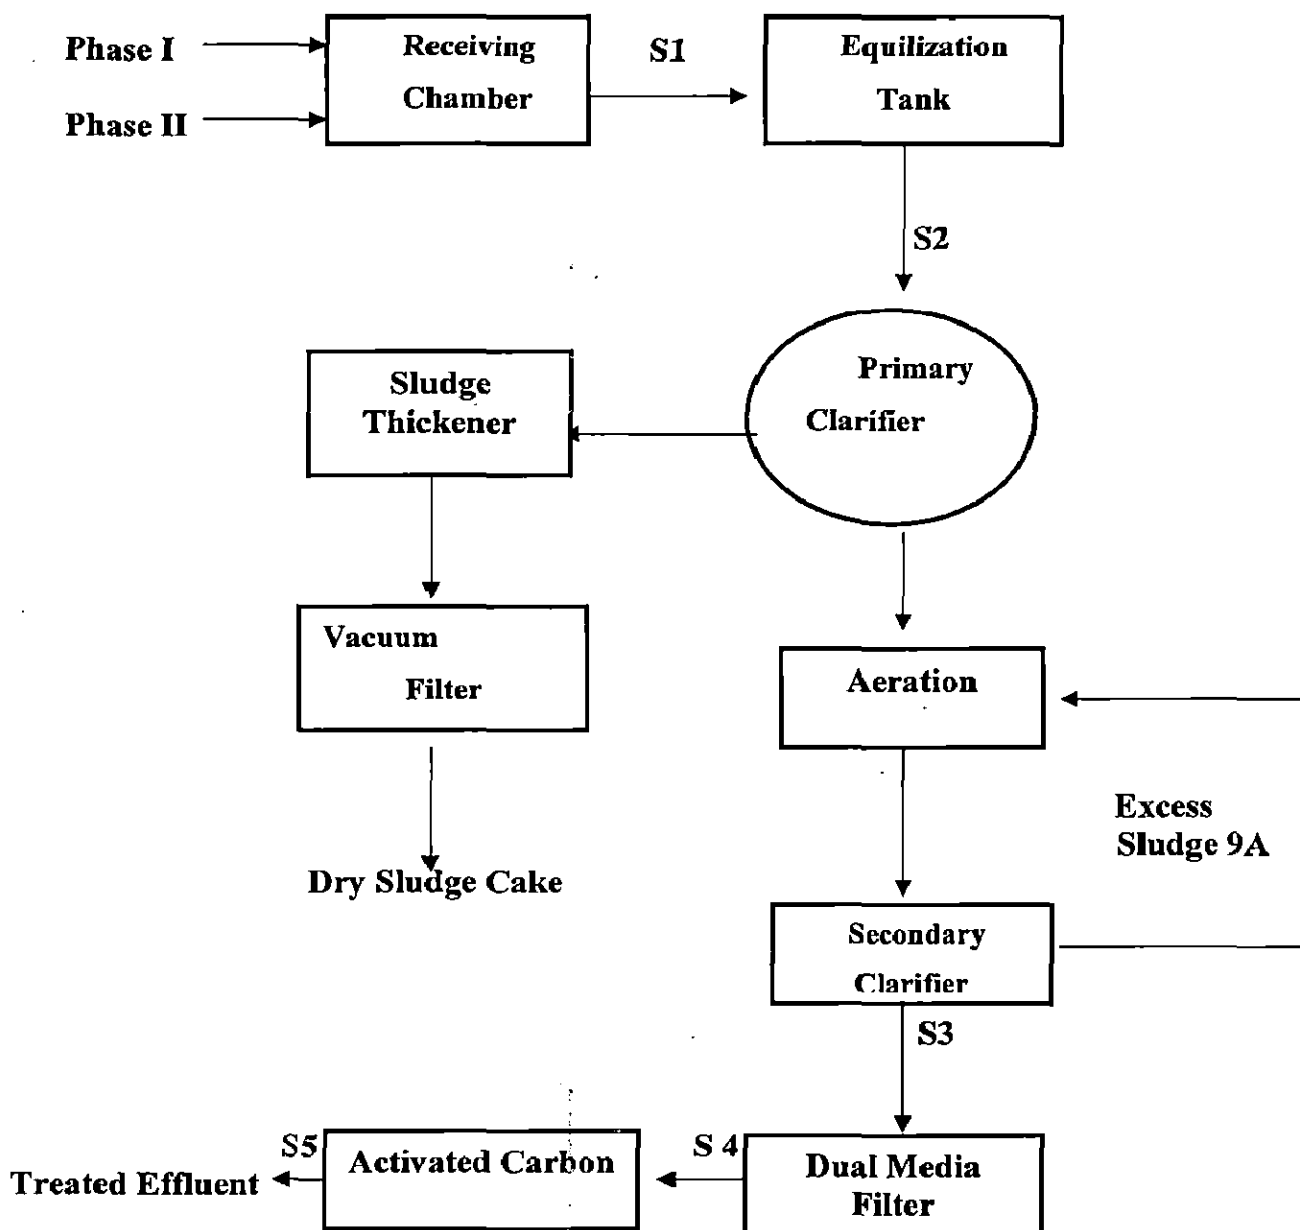 Phase I
Phase II
Receiving
Chamber
S1
Equilization
Tank
S2
Primary
Clarifier
Sludge
Thickener
Vacuum
Filter
Dry Sludge Cake
Aeration
Excess
Sludge 9A
Secondary
Clarifier
S3
Dual Media
Filter
S 4
Activated Carbon
S5
Treated Effluent